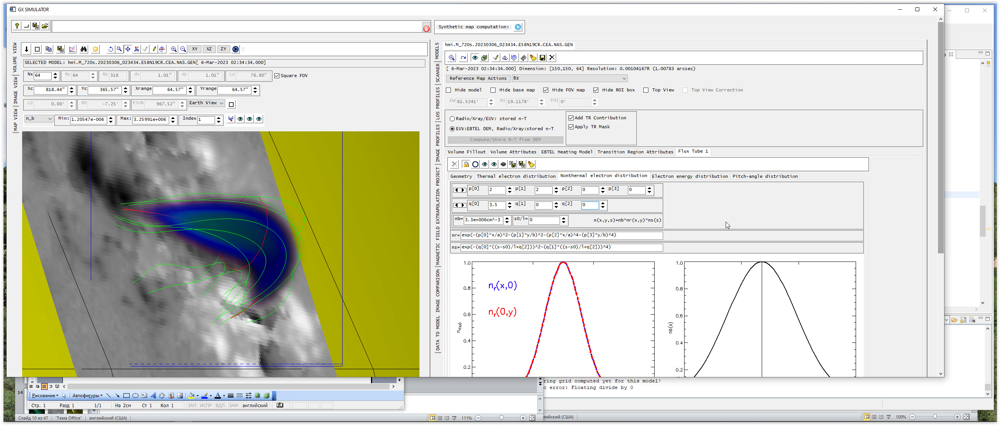 GX SIMULATOR
Synthetic map computation:
VOLUME VIEW
IMAGE VIEW
MAP VIEW
XY XZ ZY
SELECTED MODEL: hmi.M_720s.20230306_023434.E58N19CR.CEA.NAS.GEN[ 6-Mar-2023 02:34:34.000]
Nx 64 Ny 64 Nz 318 dx 1.01" dy 1.01" Lz 76.80" Square FOV
Xc 818.44" Yc 365.57" Xrange 64.57" Yrange 64.57"
L0 0.00° B0 -7.25° RSUN 967.52" Earth View
n_b Min: 1.20547e-006 Max: 3.25991e+006 Index 1
MODELS
SCANNER
LOS PROFILES
IMAGE PROFILES
MAGNETIC FIELD EXTRAPOLATION PROJECT
DATA TO MODEL IMAGE COMPARISON
hmi.M_720s.20230306_023434.E58N19CR.CEA.NAS.GEN
[ 6-Mar-2023 02:34:34.000] Dimension: [150,150, 64] Resolution: 0.00104167R (1.00783 arcsec)
Reference Map Actions Bz
Hide model Hide base map Hide FOV map Hide ROI box Top View Top View Correction
EW 61.5241° NS 19.1178° PHI 0°
Radio/Xray/EUV: stored n-T
EUV:EBTEL DEM, Radio/Xray:stored n-T
Compute/Store N-T from DEM
Add TR Contribution
Apply TR Mask
Volume Fillout Volume Attributes EBTEL Heating Model Transition Region Attributes Flux Tube 1
Geometry Thermal electron distribution Nonthermal electron distribution Electron energy distribution Pitch-angle distribution
p[0] 2 p[1] 2 p[2] 0 p[3] 0
q[0] 3.5 q[1] 0 q[2] 0
nb= 3.3e+006cm^-3 s0/l= 0 n(x,y,s)=nb*nr(x,y)*ns(s)
nr= exp(-(p[0]*x/a)^2-(p[1]*y/b)^2-(p[2]*x/a)^4-(p[3]*y/b)^4)
ns= exp(-(q[0]*((s-s0)/l+q[2]))^2-(q[1]*((s-s0)/l+q[2]))^4)
1.0
0.8
0.6
0.4
0.2
nr(x,y)
nr(x,0)
nr(0,y)
1.0
0.8
0.6
0.4
0.2
nb(s)
ring grid computed yet for this model!
c error: Floating divide by 0
14
Рисование Автофигуры
Стр. 1 Разд 1 1/1 На 2см Ст 1 Кол 1 ЗАП ИСПР ВДЛ ЗАМ английский
Слайд 10 из 47 "Тема Office" английский (США) 111%
лийский (США) 100%